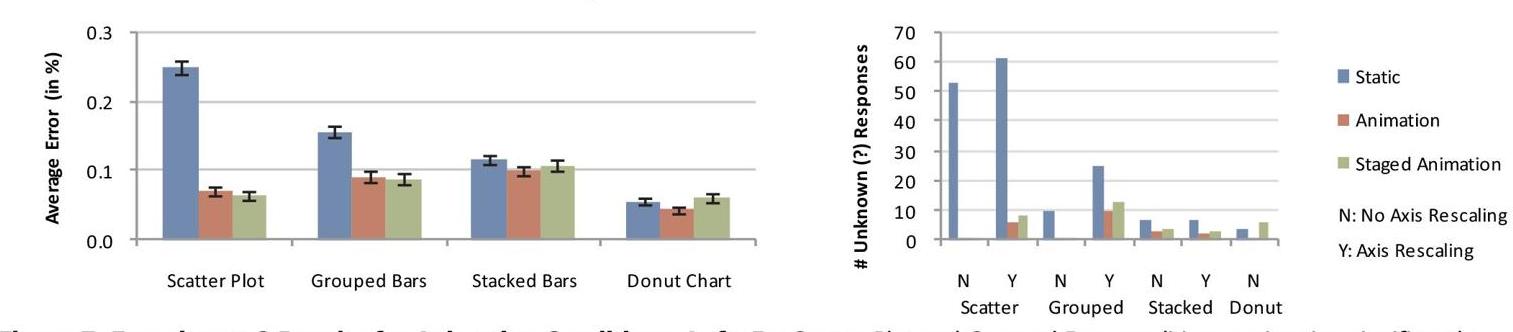 Average Error (in %)
0.3
0.2
0.1
0.0
Scatter Plot Grouped Bars Stacked Bars Donut Chart
# Unknown (?) Responses
70
60
50
40
30
20
10
0
N Y N Y N Y N
Scatter Grouped Stacked Donut
Static
Animation
Staged Animation
N: No Axis Rescaling
Y: Axis Rescaling